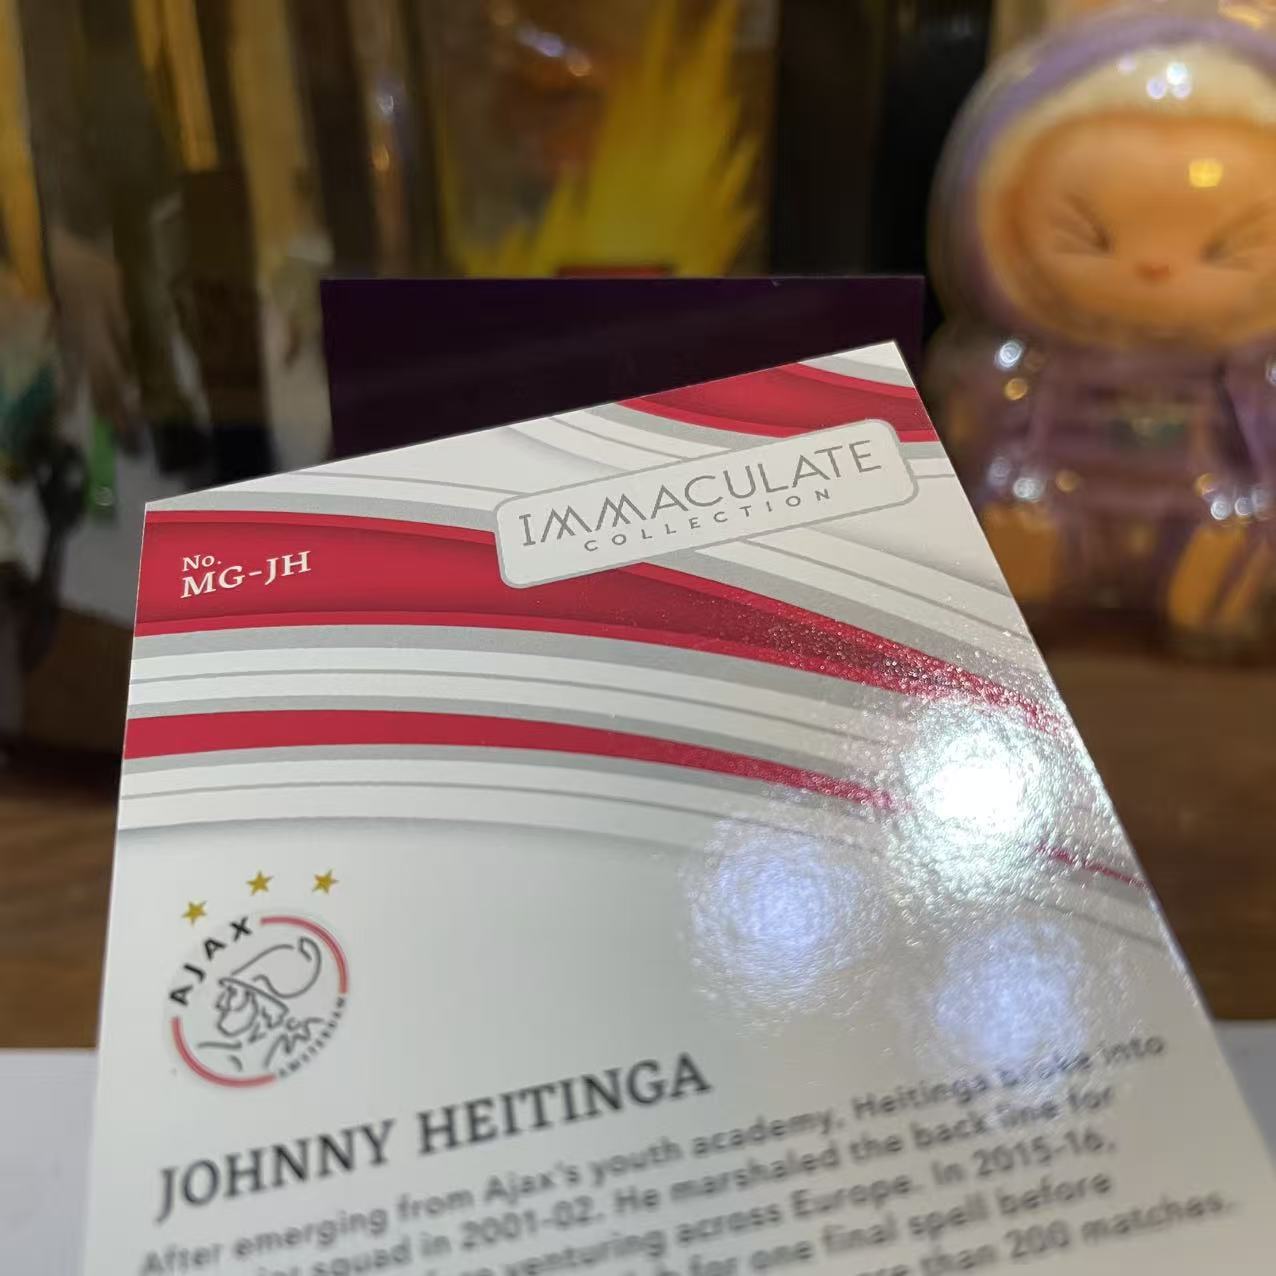 IMMACULATE
COLLECTION
No.
MG-JH
AJAX
AMSTERDAM
JOHNNY HEITINGA
After emerging from Ajax's youth academy, Heitinga broke into
squad in 2001-02. He marshaled the back line for
venturing across Europe. In 2015-16,
for one final spell before
than 200 matches.